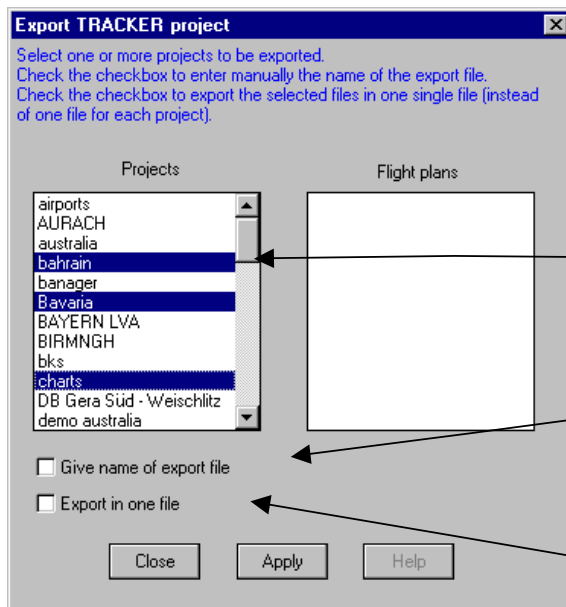 Export TRACKER project
Select one or more projects to be exported.
Check the checkbox to enter manually the name of the export file.
Check the checkbox to export the selected files in one single file (instead
of one file for each project).
Projects
Flight plans
airports
AURACH
australia
bahrain
banager
Bavaria
BAYERN LVA
BIRMNGH
bks
charts
DB Gera Süd - Weischlitz
demo australia
Give name of export file
Export in one file
Close
Apply
Help